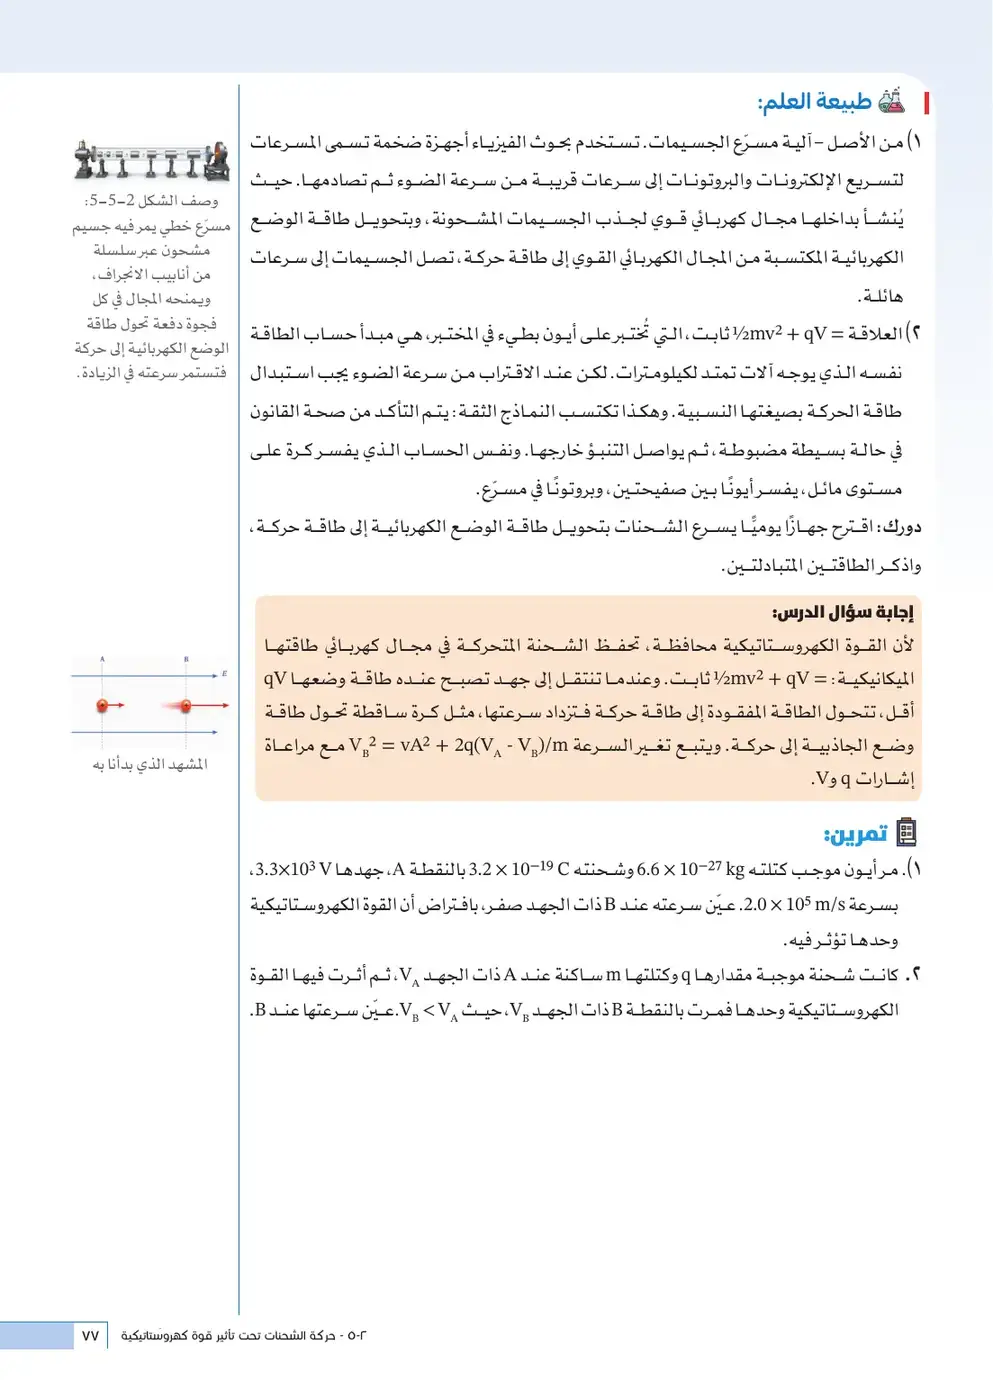 طبيعة العلم:
١) من الأصل – آلية مسرّع الجسيمات. تستخدم بحوث الفيزياء أجهزة ضخمة تسمى المسرعات
لتسريع الإلكترونات والبروتونات إلى سرعات قريبة من سرعة الضوء ثم تصادمها. حيث
يُنشأ بداخلها مجال كهربائي قوي لجذب الجسيمات المشحونة، وبتحويل طاقة الوضع
الكهربائية المكتسبة من المجال الكهربائي القوي إلى طاقة حركة، تصل الجسيمات إلى سرعات
هائلة.
٢) العلاقة = ½mv² + qV ثابت، التي تُختبر على أيون بطيء في المختبر، هي مبدأ حساب الطاقة
نفسه الذي يوجه آلات تمتد لكيلومترات. لكن عند الاقتراب من سرعة الضوء يجب استبدال
طاقة الحركة بصيغتها النسبية. وهكذا تكتسب النماذج الثقة: يتم التأكد من صحة القانون
في حالة بسيطة مضبوطة، ثم يواصل التنبؤ خارجها. ونفس الحساب الذي يفسر كرة على
مستوى مائل، يفسر أيونًا بين صفيحتين، وبروتونًا في مسرّع.
دورك: اقترح جهازًا يوميًّا يسرع الشحنات بتحويل طاقة الوضع الكهربائية إلى طاقة حركة،
واذكر الطاقتين المتبادلتين.
وصف الشكل 2-5-5:
مسرّع خطي يمر فيه جسيم
مشحون عبر سلسلة
من أنابيب الانجراف،
ويمنحه المجال في كل
فجوة دفعة تحول طاقة
الوضع الكهربائية إلى حركة
فتستمر سرعته في الزيادة.
إجابة سؤال الدرس:
لأن القوة الكهروستاتيكية محافظة، تحفظ الشحنة المتحركة في مجال كهربائي طاقتها
الميكانيكية: = ½mv² + qV ثابت. وعندما تنتقل إلى جهد تصبح عنده طاقة وضعها qV
أقل، تتحول الطاقة المفقودة إلى طاقة حركة فتزداد سرعتها، مثل كرة ساقطة تحول طاقة
وضع الجاذبية إلى حركة. ويتبع تغير السرعة V_B² = vA² + 2q(V_A - V_B)/m مع مراعاة
إشارات q وV.
A B
E
المشهد الذي بدأنا به
تمرين:
١). مر أيون موجب كتلته 6.6 × 10⁻²⁷ kg وشحنته 3.2 × 10⁻¹⁹ C بالنقطة A، جهدها 3.3×10³ V،
بسرعة 2.0 × 10⁵ m/s. عيّن سرعته عند B ذات الجهد صفر، بافتراض أن القوة الكهروستاتيكية
وحدها تؤثر فيه.
٢. كانت شحنة موجبة مقدارها q وكتلتها m ساكنة عند A ذات الجهد V_A، ثم أثرت فيها القوة
الكهروستاتيكية وحدها فمرت بالنقطة B ذات الجهد V_B، حيث V_B < V_A. عيّن سرعتها عند B.
٢-٥ - حركة الشحنات تحت تأثير قوة كهروستاتيكية ٧٧